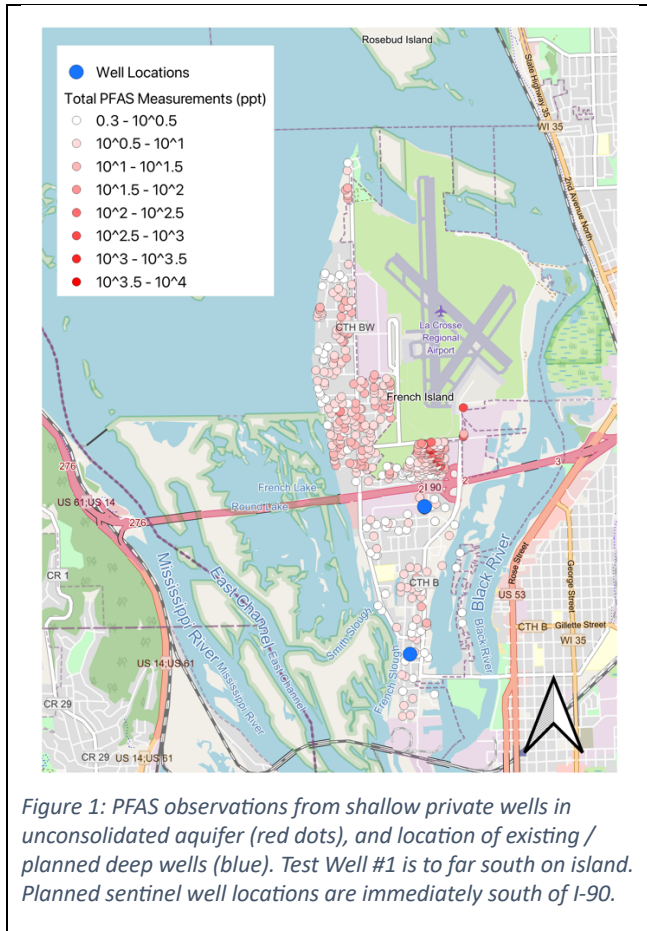 Rosebud Island
Well Locations
Total PFAS Measurements (ppt)
0.3 - 10^0.5
10^0.5 - 10^1
10^1 - 10^1.5
10^1.5 - 10^2
10^2 - 10^2.5
10^2.5 - 10^3
10^3 - 10^3.5
10^3.5 - 10^4
State Highway 35
WI 35
2nd Avenue North
CTH BW
La Crosse
Regional
Airport
French Island
276
US 61;US 14
276
French Lake
Round Lake
I 90
2
2
3
CR 1
Mississippi River
East Channel
Mississippi River
East Channel
Smith Slough
French Slough
CTH B
Black River
Black River
Rose Street
US 53
George Street
Gillette Street
CTH B
WI 35
US 14;US 61
CR 29
CR 29
US 14;US 61
Figure 1: PFAS observations from shallow private wells in
unconsolidated aquifer (red dots), and location of existing /
planned deep wells (blue). Test Well #1 is to far south on island.
Planned sentinel well locations are immediately south of I-90.